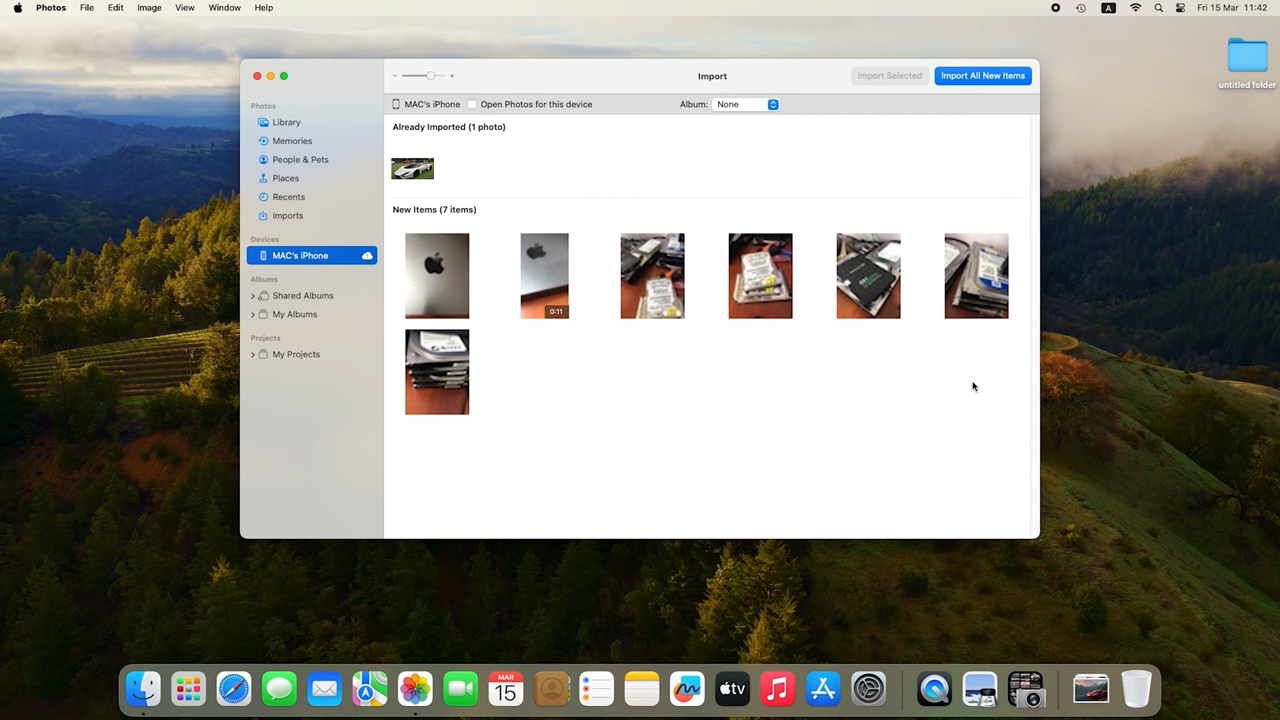 Photos File Edit Image View Window Help
A Fri 15 Mar 11:42
untitled folder
Import
Import Selected
Import All New Items
MAC's iPhone
Open Photos for this device
Album: None
Photos
Library
Memories
People & Pets
Places
Recents
Imports
Devices
MAC's iPhone
Albums
Shared Albums
My Albums
Projects
My Projects
Already Imported (1 photo)
New Items (7 items)
0:11
MAR
15
tv